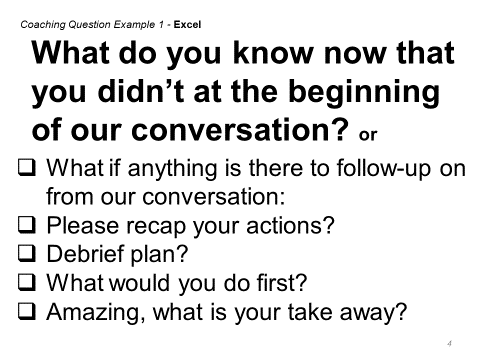 Coaching Question Example 1 - Excel
What do you know now that
you didn’t at the beginning
of our conversation? or
❑ What if anything is there to follow-up on
from our conversation:
❑ Please recap your actions?
❑ Debrief plan?
❑ What would you do first?
❑ Amazing, what is your take away?
4